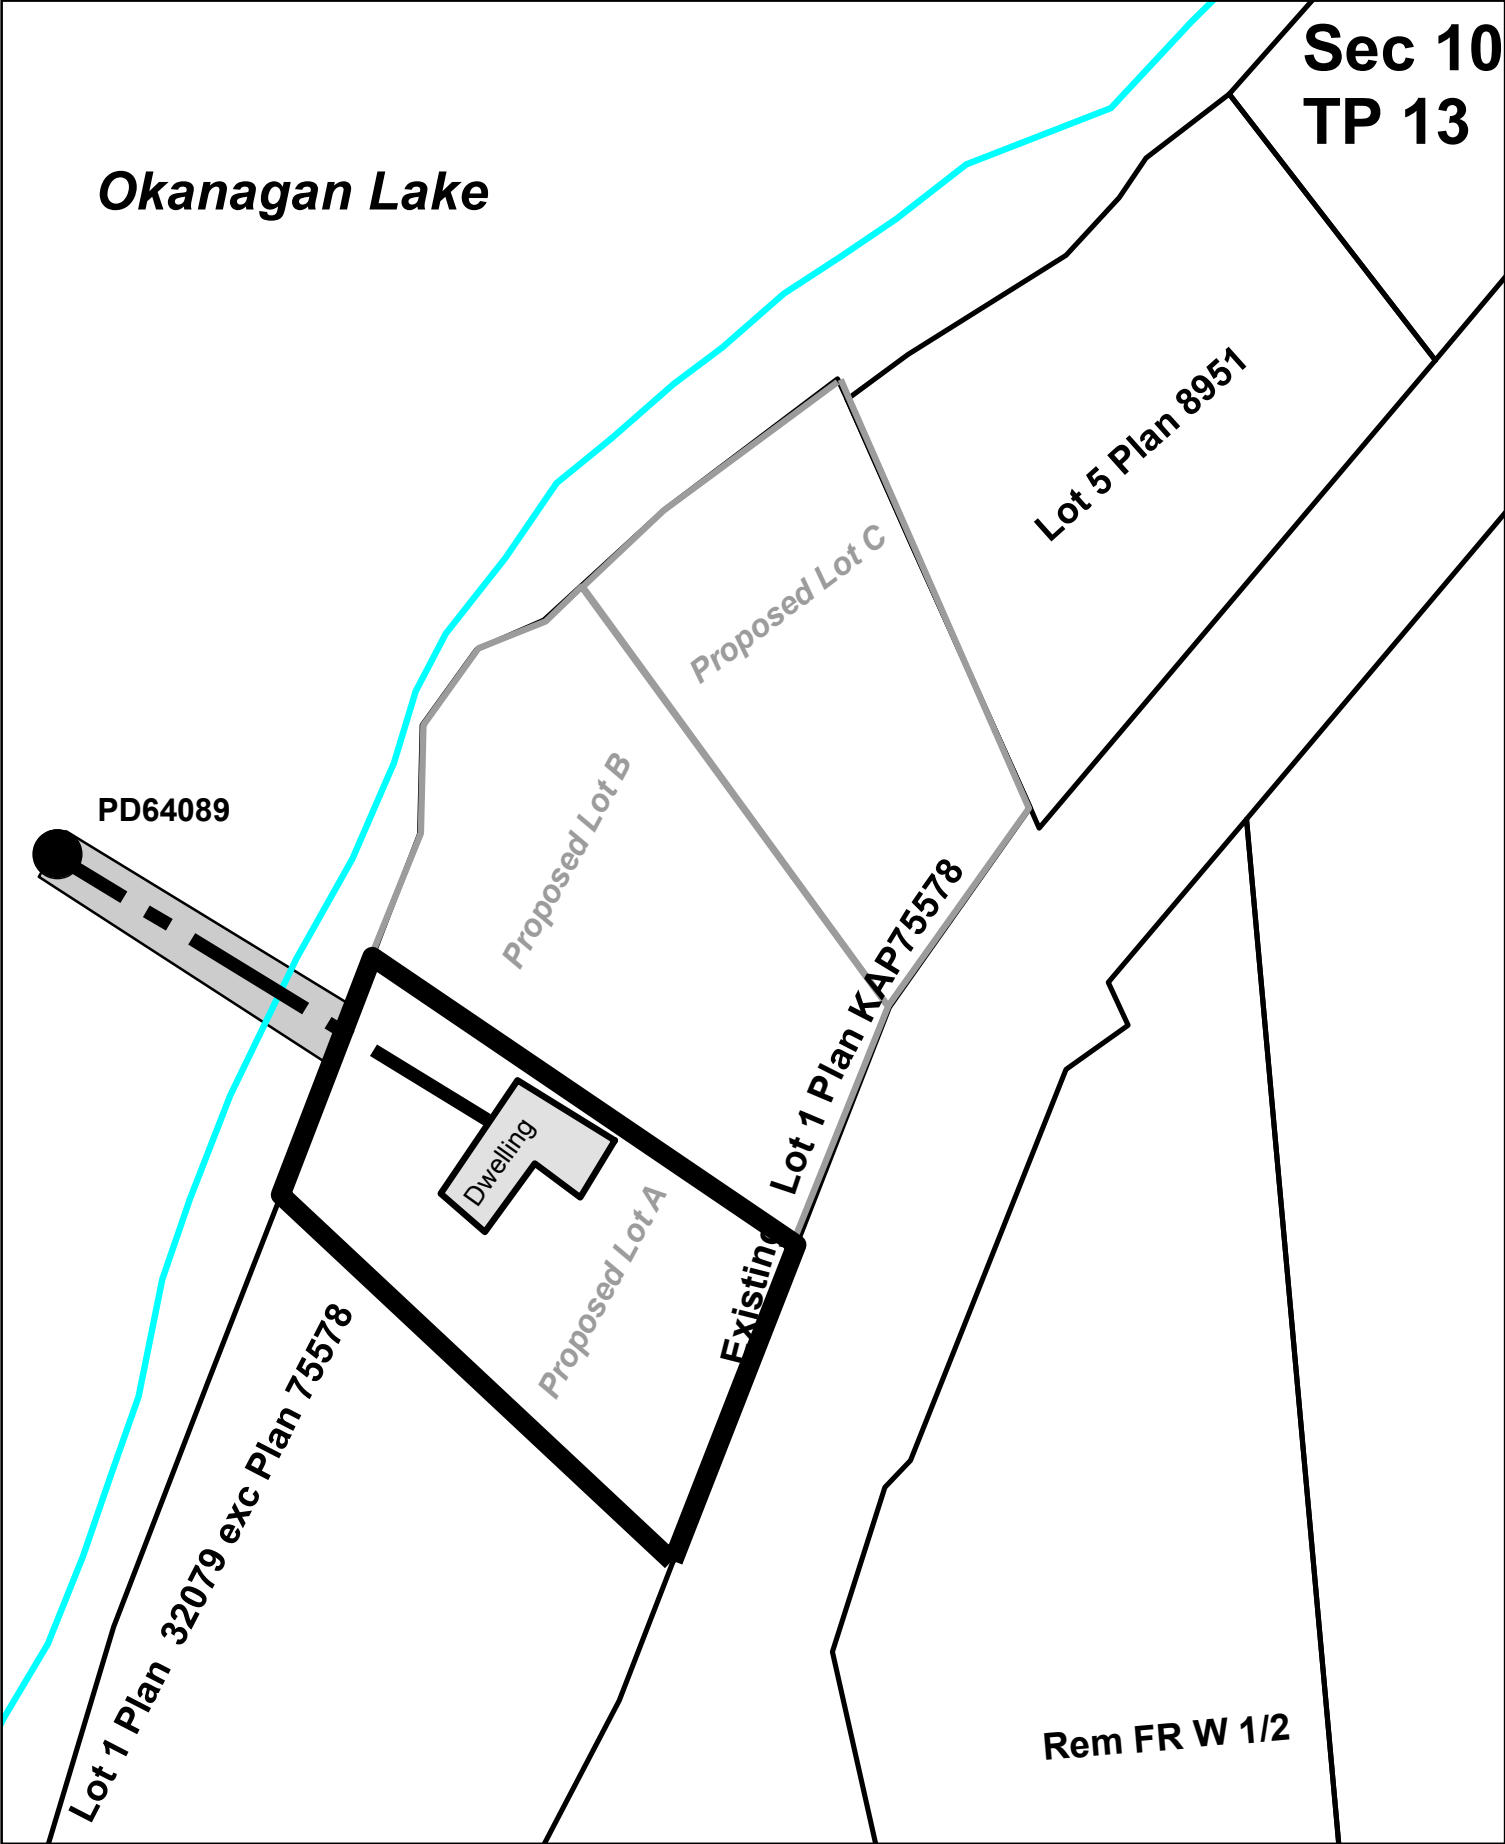 Sec 10
TP 13
Okanagan Lake
Lot 5 Plan 8951
Proposed Lot C
Proposed Lot B
PD64089
Existing Lot 1 Plan KAP75578
Dwelling
Proposed Lot A
Lot 1 Plan 32079 exc Plan 75578
Rem FR W 1/2